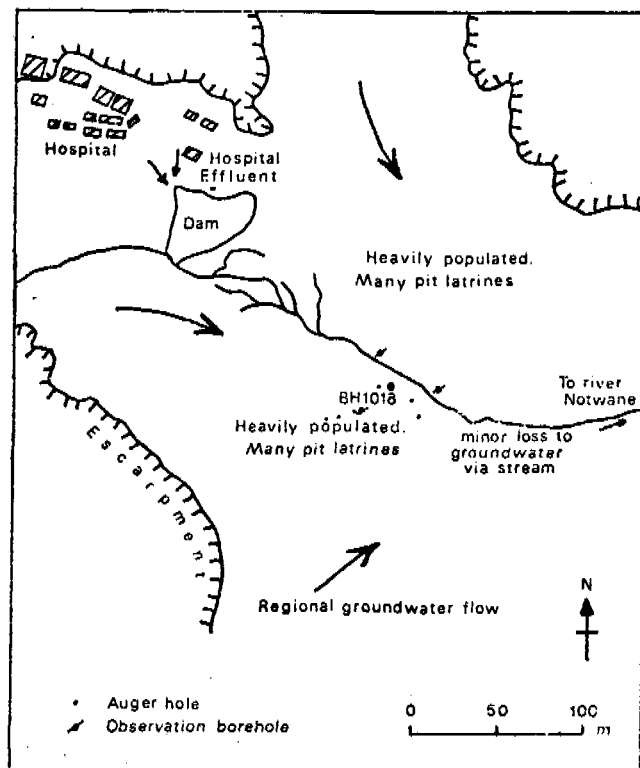 Hospital
Hospital
Effluent
Dam
Heavily populated.
Many pit latrines
BH1018
To river
Notwane
Heavily populated.
Many pit latrines
minor loss to
groundwater
via stream
Escarpment
Regional groundwater flow
N
Auger hole
Observation borehole
0 50 100
m